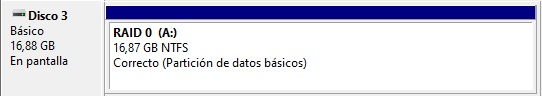 Disco 3
Básico
16,88 GB
En pantalla
RAID 0 (A:)
16,87 GB NTFS
Correcto (Partición de datos básicos)